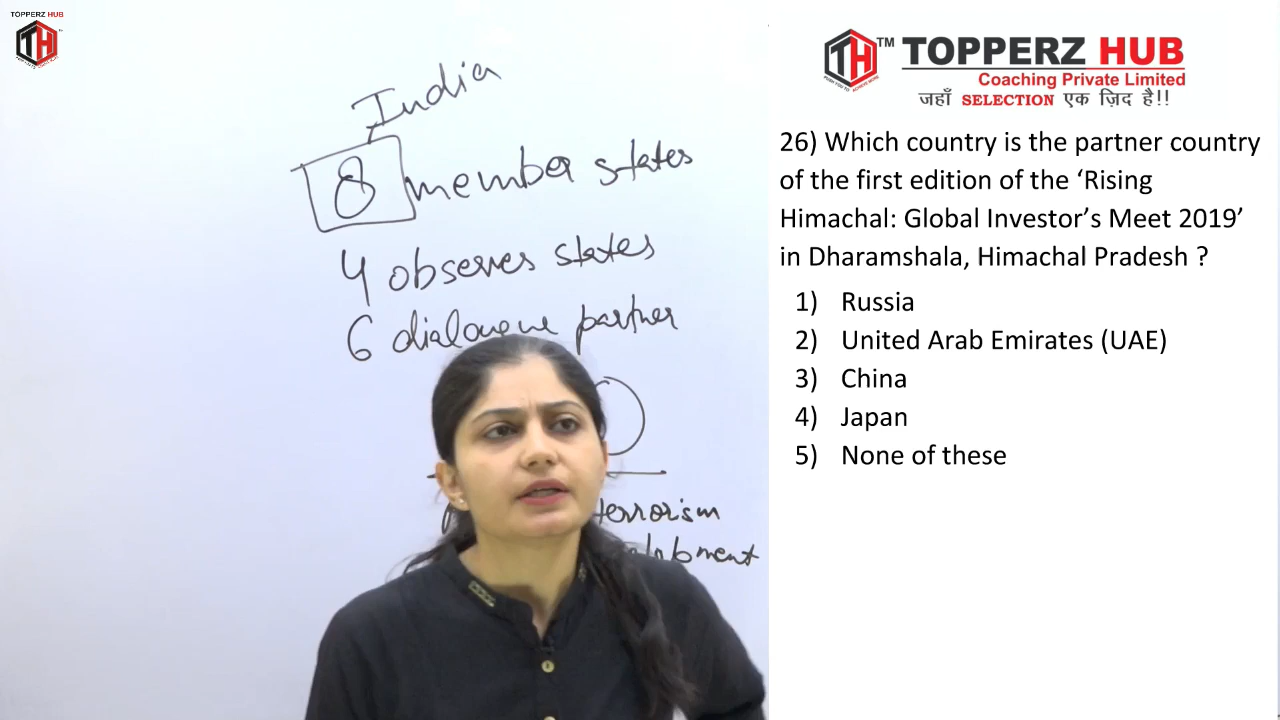 TOPPERZ HUB
TH
India
8 member states
4 observes states
6 dialogue partner
terrorism
TH TM TOPPERZ HUB
Coaching Private Limited
जहाँ SELECTION एक ज़िद है!!
26) Which country is the partner country
of the first edition of the ‘Rising
Himachal: Global Investor’s Meet 2019’
in Dharamshala, Himachal Pradesh ?
1) Russia
2) United Arab Emirates (UAE)
3) China
4) Japan
5) None of these